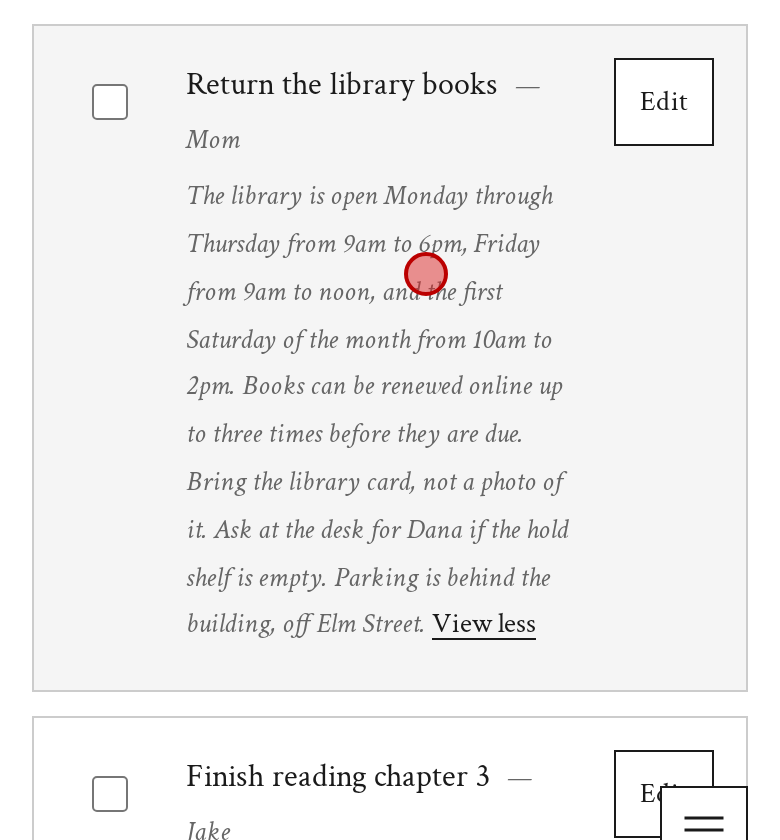 Return the library books —
Edit
Mom
The library is open Monday through
Thursday from 9am to 6pm, Friday
from 9am to noon, and the first
Saturday of the month from 10am to
2pm. Books can be renewed online up
to three times before they are due.
Bring the library card, not a photo of
it. Ask at the desk for Dana if the hold
shelf is empty. Parking is behind the
building, off Elm Street. View less
Finish reading chapter 3 —
Edit
Jake